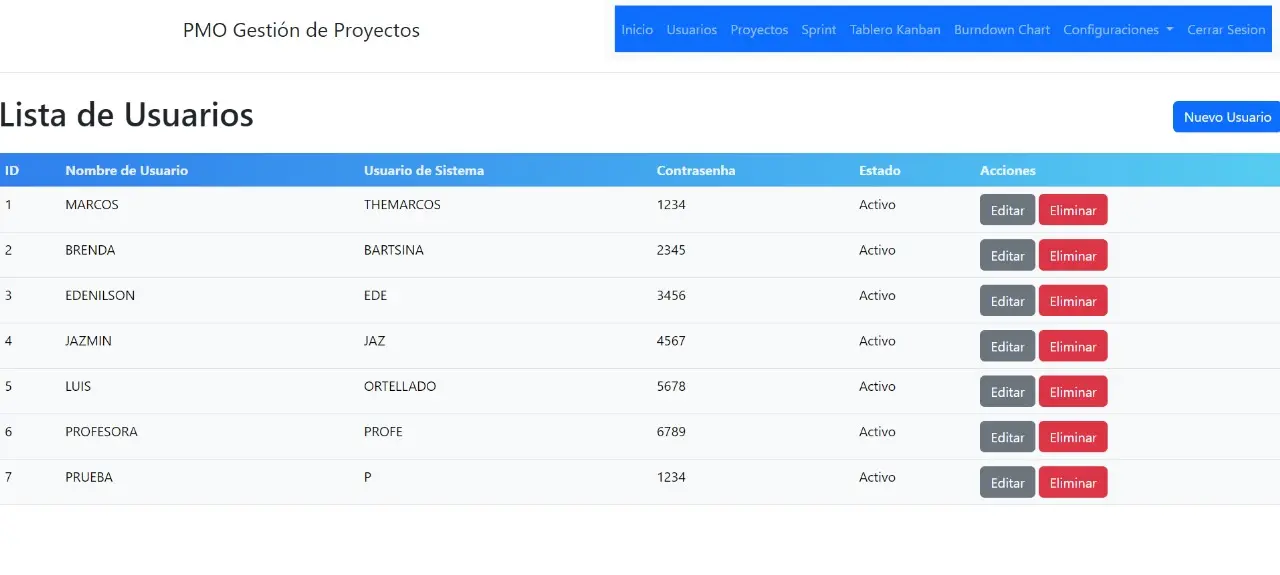 PMO Gestión de Proyectos
Inicio Usuarios Proyectos Sprint Tablero Kanban Burndown Chart Configuraciones Cerrar Sesion
Lista de Usuarios
Nuevo Usuario
ID Nombre de Usuario Usuario de Sistema Contrasenha Estado Acciones
1 MARCOS THEMARCOS 1234 Activo Editar Eliminar
2 BRENDA BARTSINA 2345 Activo Editar Eliminar
3 EDENILSON EDE 3456 Activo Editar Eliminar
4 JAZMIN JAZ 4567 Activo Editar Eliminar
5 LUIS ORTELLADO 5678 Activo Editar Eliminar
6 PROFESORA PROFE 6789 Activo Editar Eliminar
7 PRUEBA P 1234 Activo Editar Eliminar